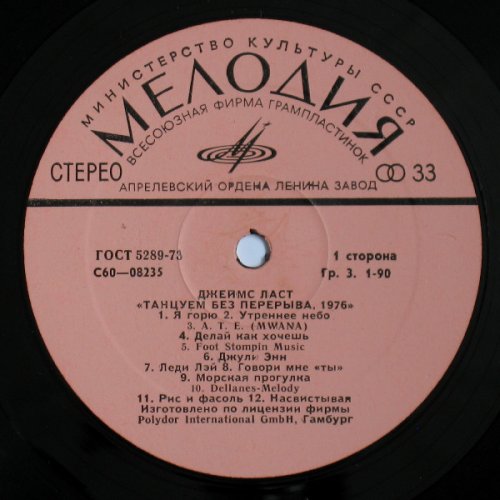 МИНИСТЕРСТВО КУЛЬТУРЫ СССР
МЕЛОДИЯ
ВСЕСОЮЗНАЯ ФИРМА ГРАМПЛАСТИНОК
СТЕРЕО 33
АПРЕЛЕВСКИЙ ОРДЕНА ЛЕНИНА ЗАВОД
ГОСТ 5289-73 1 сторона
С60—08235 Гр. 3. 1-90
ДЖЕЙМС ЛАСТ
«ТАНЦУЕМ БЕЗ ПЕРЕРЫВА, 1976»
1. Я горю 2. Утреннее небо
3. A. T. E. (MWANA)
4. Делай как хочешь
5. Foot Stompin Music
6. Джули Энн
7. Леди Лэй 8. Говори мне «ты»
9. Морская прогулка
10. Dellanes-Melody
11. Рис и фасоль 12. Насвистывая
Изготовлено по лицензии фирмы
Polydor International GmbH, Гамбург